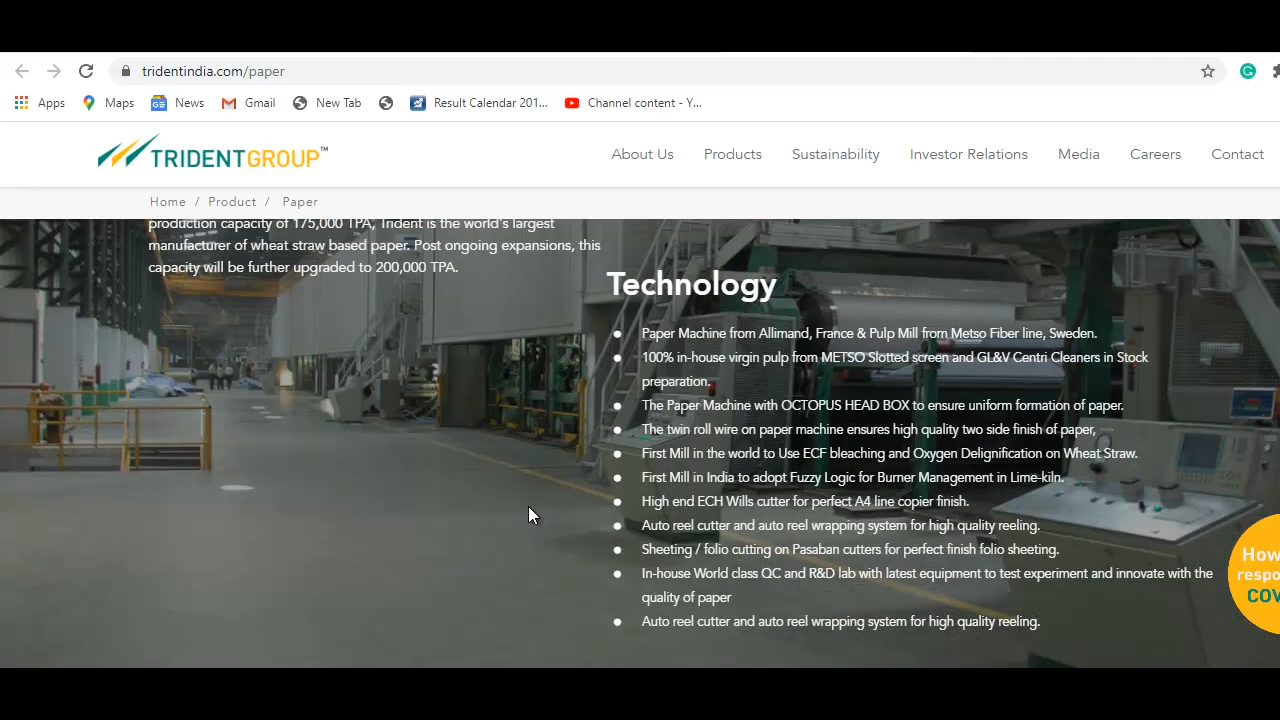 tridentindia.com/paper
Apps Maps News Gmail New Tab Result Calendar 201... Channel content - Y...
TRIDENTGROUP™ About Us Products Sustainability Investor Relations Media Careers Contact
Home / Product / Paper
production capacity of 175,000 TPA, Trident is the world's largest
manufacturer of wheat straw based paper. Post ongoing expansions, this
capacity will be further upgraded to 200,000 TPA.
Technology
Paper Machine from Allimand, France & Pulp Mill from Metso Fiber line, Sweden.
100% in-house virgin pulp from METSO Slotted screen and GL&V Centri Cleaners in Stock
preparation.
The Paper Machine with OCTOPUS HEAD BOX to ensure uniform formation of paper.
The twin roll wire on paper machine ensures high quality two side finish of paper,
First Mill in the world to Use ECF bleaching and Oxygen Delignification on Wheat Straw.
First Mill in India to adopt Fuzzy Logic for Burner Management in Lime-kiln.
High end ECH Wills cutter for perfect A4 line copier finish.
Auto reel cutter and auto reel wrapping system for high quality reeling.
Sheeting / folio cutting on Pasaban cutters for perfect finish folio sheeting.
In-house World class QC and R&D lab with latest equipment to test experiment and innovate with the
quality of paper
Auto reel cutter and auto reel wrapping system for high quality reeling.
How
respo
COV